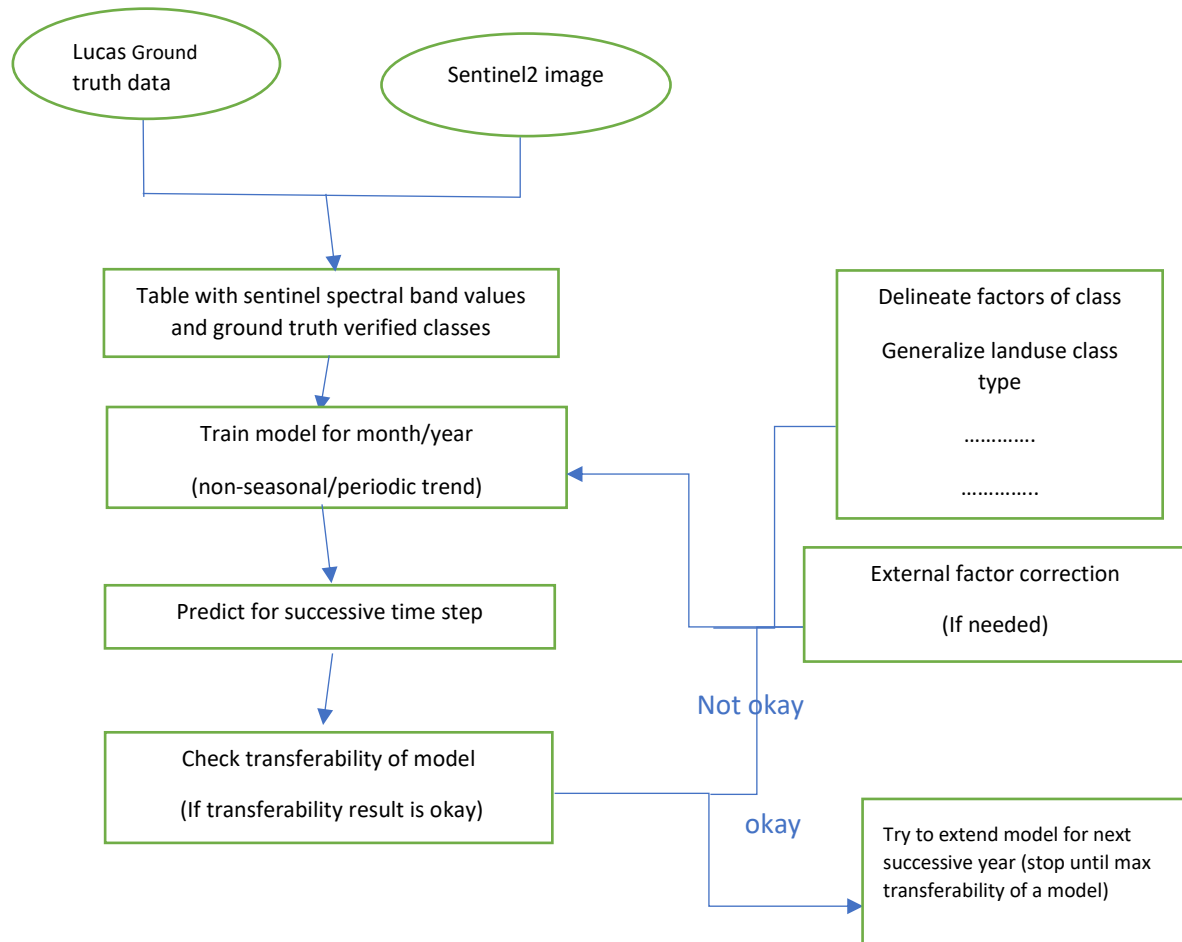 Lucas Ground
truth data
Sentinel2 image
Table with sentinel spectral band values
and ground truth verified classes
Train model for month/year
(non-seasonal/periodic trend)
Predict for successive time step
Check transferability of model
(If transferability result is okay)
Delineate factors of class
Generalize landuse class
type
………….
…………..
External factor correction
(If needed)
Not okay
okay
Try to extend model for next
successive year (stop until max
transferability of a model)